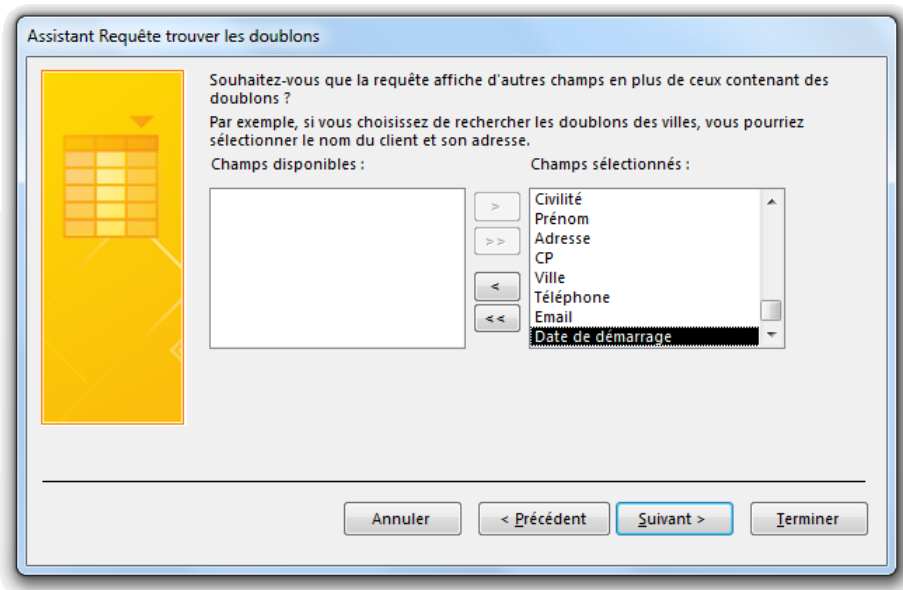 Assistant Requête trouver les doublons
Souhaitez-vous que la requête affiche d'autres champs en plus de ceux contenant des
doublons ?
Par exemple, si vous choisissez de rechercher les doublons des villes, vous pourriez
sélectionner le nom du client et son adresse.
Champs disponibles :
Champs sélectionnés :
>
>>
<
<<
Civilité
Prénom
Adresse
CP
Ville
Téléphone
Email
Date de démarrage
Annuler
< Précédent
Suivant >
Terminer